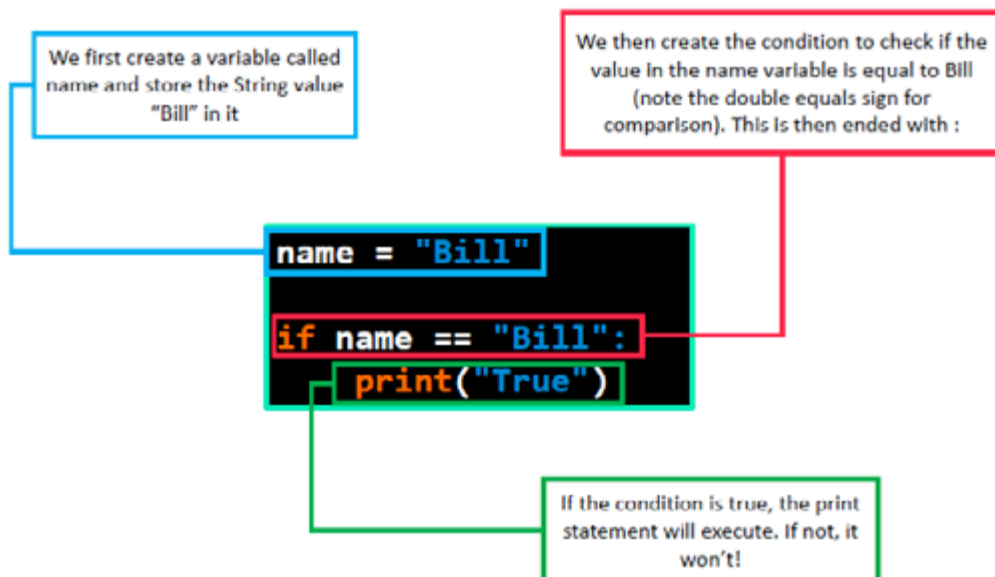 We first create a variable called
name and store the String value
"Bill" in it
We then create the condition to check if the
value in the name variable is equal to Bill
(note the double equals sign for
comparison). This is then ended with :
name = "Bill"
if name == "Bill":
print("True")
If the condition is true, the print
statement will execute. If not, it
won't!